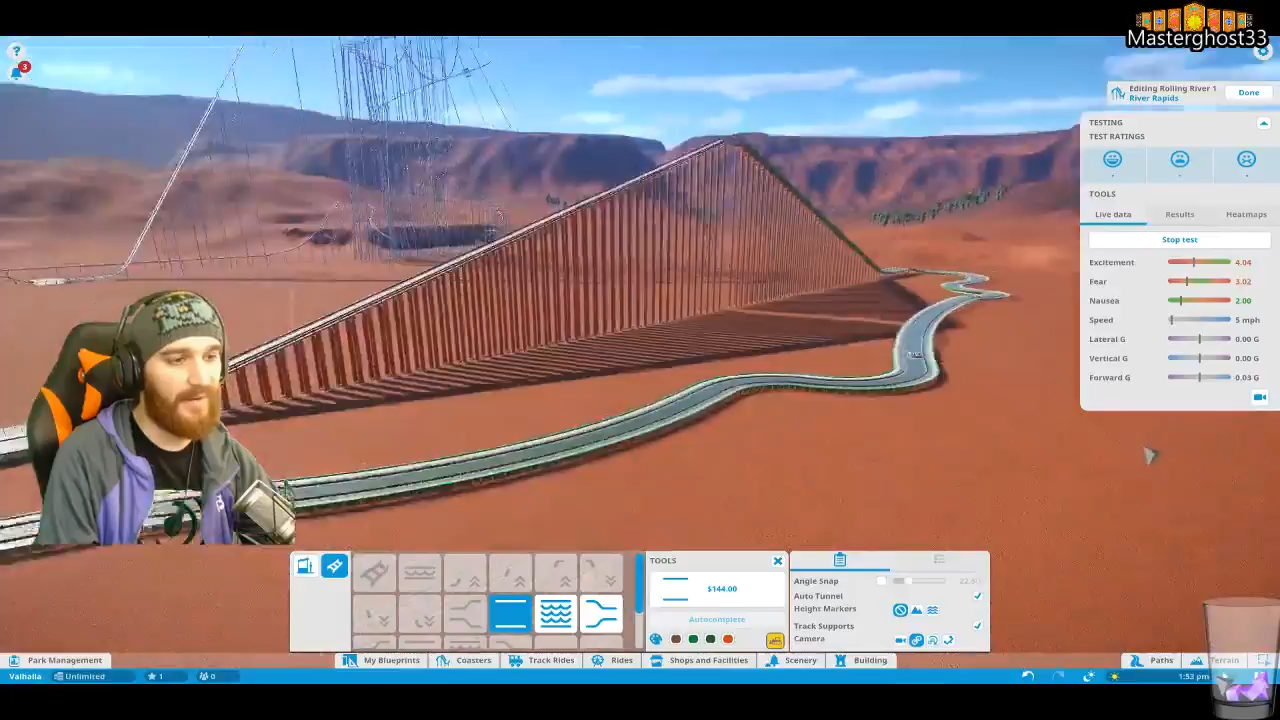 Masterghost33
?
3
Editing Rolling River 1
River Rapids
Done
TESTING
TEST RATINGS
-
-
-
TOOLS
Live data
Results
Heatmaps
Stop test
Excitement 4.04
Fear 3.02
Nausea 2.00
Speed 5 mph
Lateral G 0.00 G
Vertical G 0.00 G
Forward G 0.03 G
TOOLS
$144.00
Autocomplete
Angle Snap
Auto Tunnel
Height Markers
Track Supports
Camera
Park Management
My Blueprints
Coasters
Track Rides
Rides
Shops and Facilities
Scenery
Building
Paths
Terrain
Valhalla
Unlimited
1
0
1:53 pm